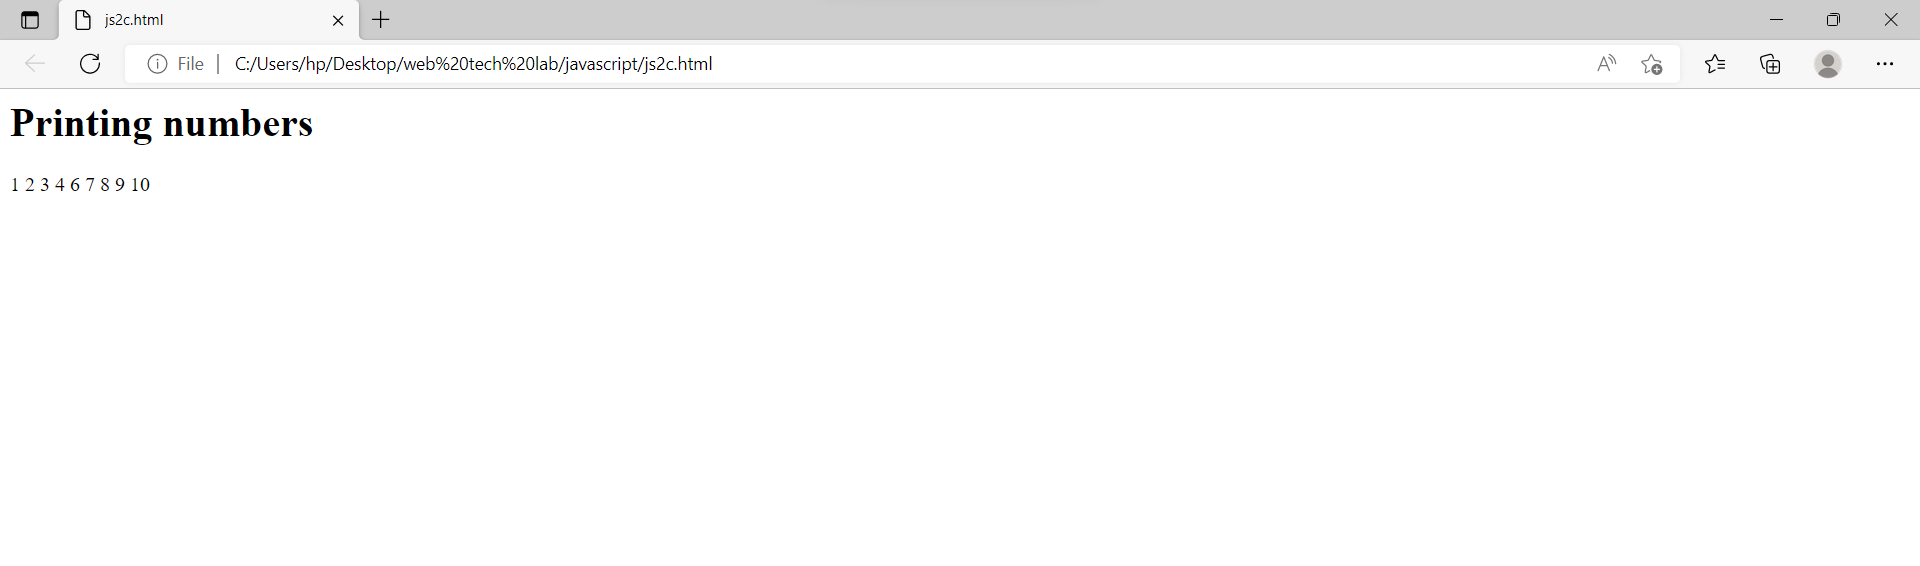 js2c.html
File C:/Users/hp/Desktop/web%20tech%20lab/javascript/js2c.html
Printing numbers
1 2 3 4 6 7 8 9 10